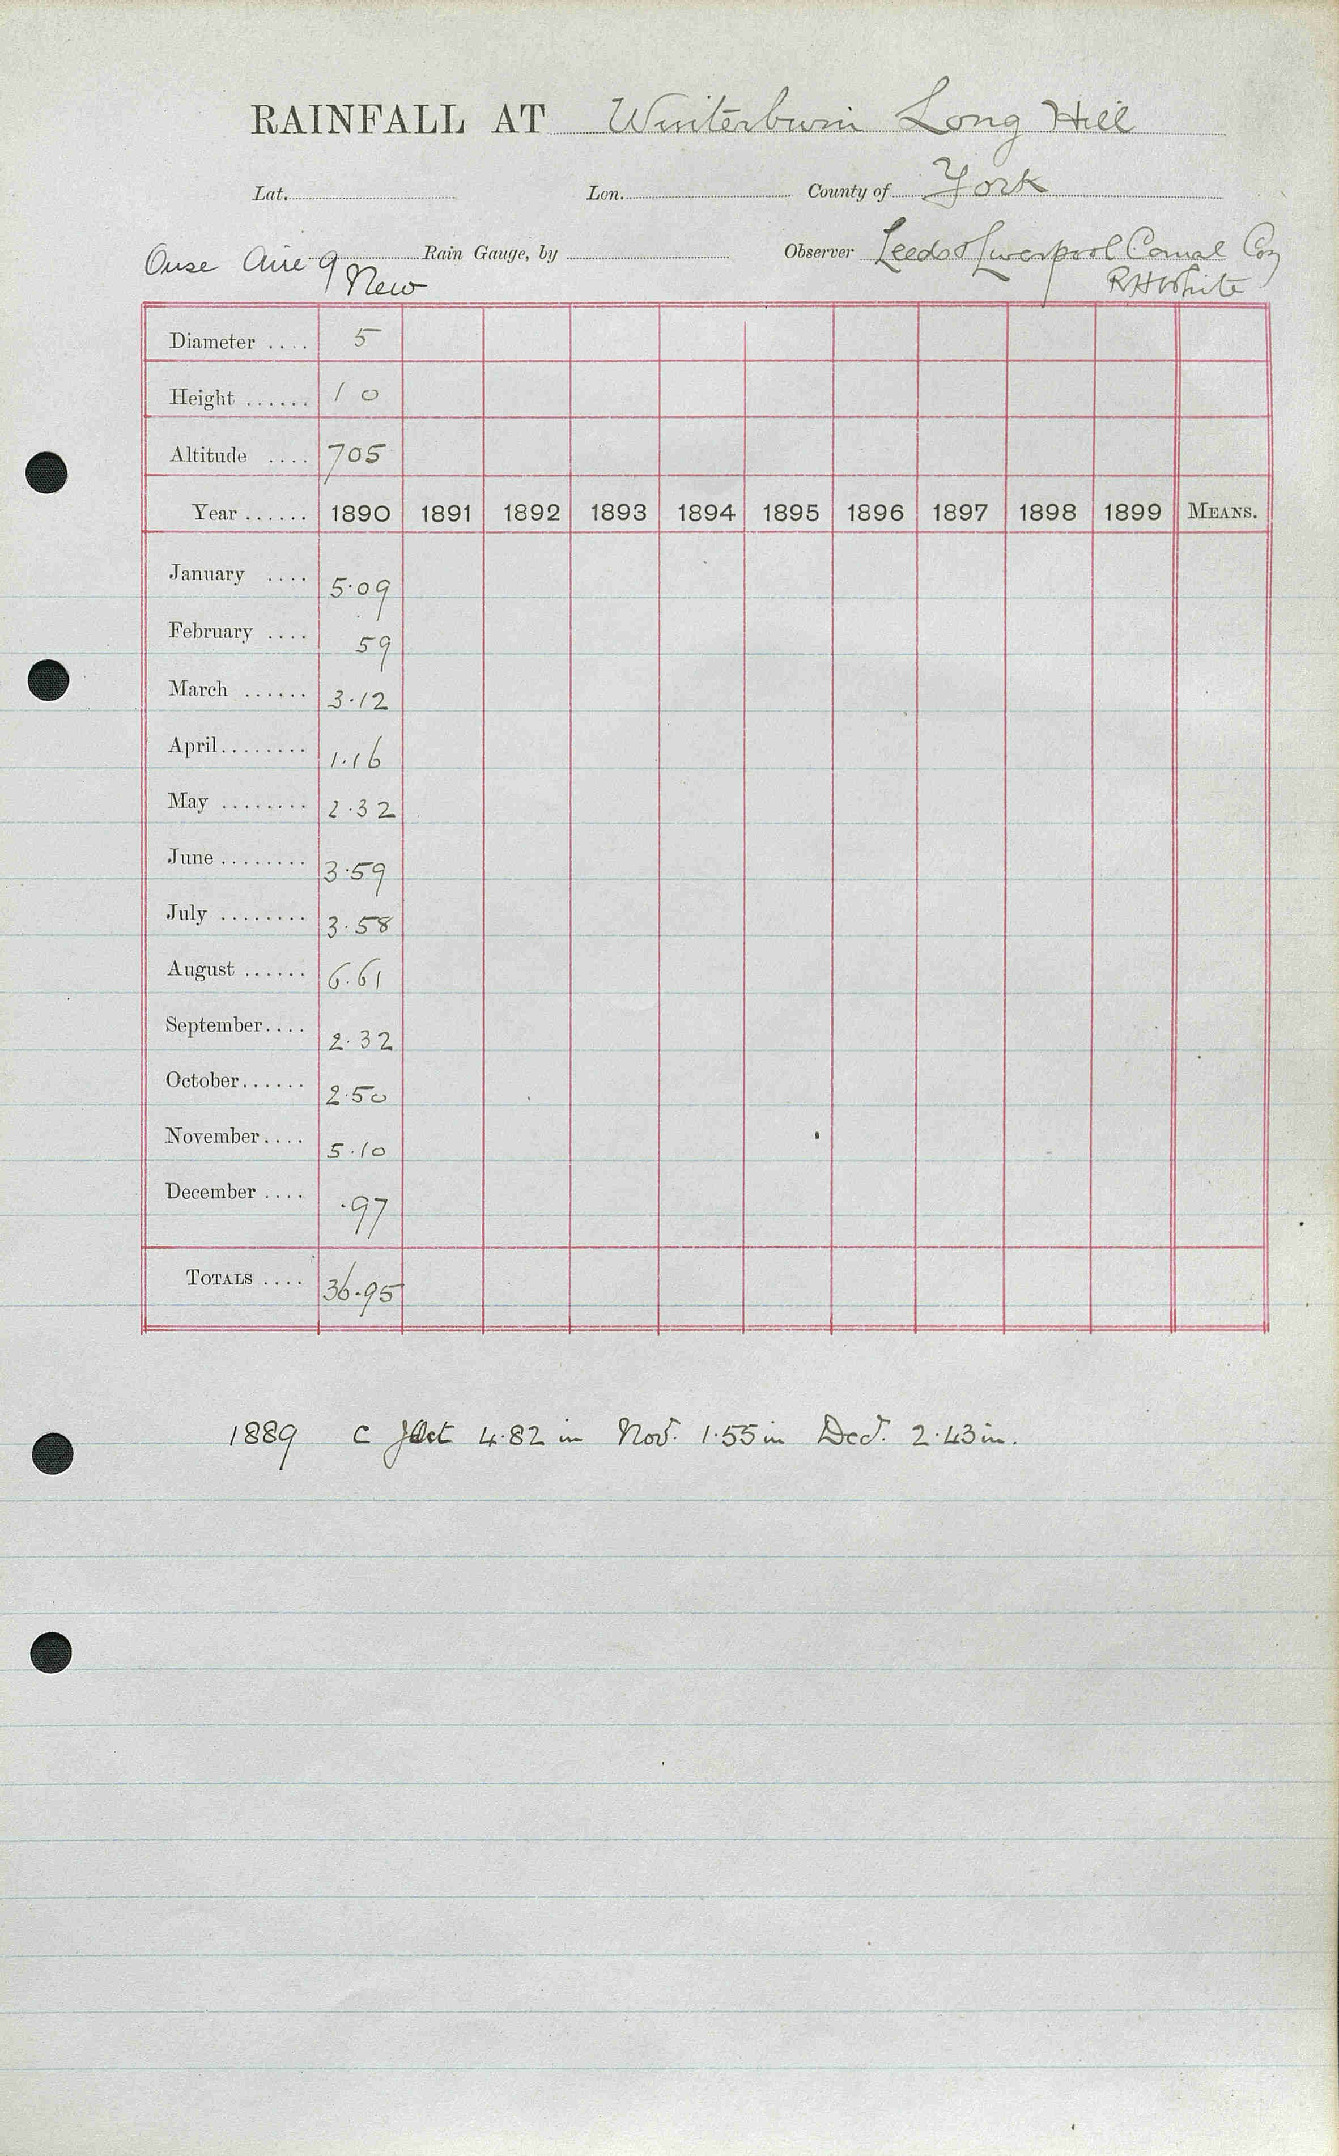 RAINFALL AT Winterburn Long Hill
Lat. Lon. County of York
Ouse Aire 9 Rain Gauge, by Observer Leeds & Liverpool Canal Coy
New R H White
Diameter .... 5
Height ...... 1 0
Altitude .... 705
Year ...... 1890 1891 1892 1893 1894 1895 1896 1897 1898 1899 MEANS.
January .... 5.09
February .... 59
March ...... 3.12
April ........ 1.16
May ........ 2.32
June ........ 3.59
July ........ 3.58
August ...... 6.61
September .... 2.32
October ...... 2.50
November .... 5.10
December .... .97
TOTALS .... 36.95
1889 C Oct 4.82 in Nov. 1.55 in Dec. 2.43 in.